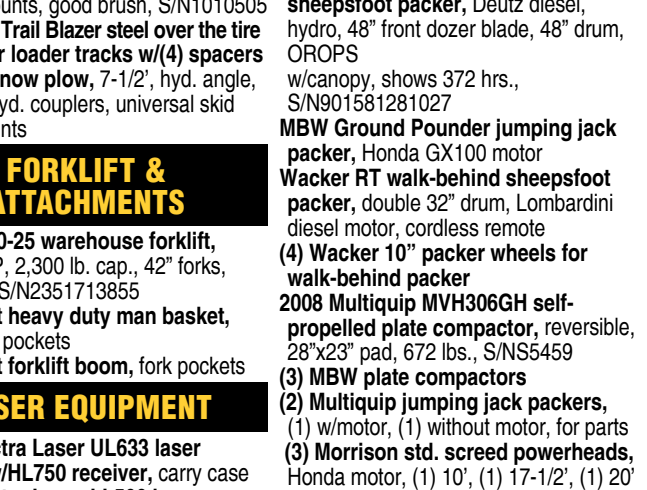 unts, good brush, S/N1010505
Trail Blazer steel over the tire
r loader tracks w/(4) spacers
now plow, 7-1/2’, hyd. angle,
yd. couplers, universal skid
nts
FORKLIFT &
ATTACHMENTS
0-25 warehouse forklift,
P, 2,300 lb. cap., 42” forks,
S/N2351713855
t heavy duty man basket,
pockets
t forklift boom, fork pockets
SER EQUIPMENT
ctra Laser UL633 laser
w/HL750 receiver, carry case
sheepsfoot packer, Deutz diesel,
hydro, 48” front dozer blade, 48” drum,
OROPS
w/canopy, shows 372 hrs.,
S/N901581281027
MBW Ground Pounder jumping jack
packer, Honda GX100 motor
Wacker RT walk-behind sheepsfoot
packer, double 32” drum, Lombardini
diesel motor, cordless remote
(4) Wacker 10” packer wheels for
walk-behind packer
2008 Multiquip MVH306GH self-
propelled plate compactor, reversible,
28”x23” pad, 672 lbs., S/NS5459
(3) MBW plate compactors
(2) Multiquip jumping jack packers,
(1) w/motor, (1) without motor, for parts
(3) Morrison std. screed powerheads,
Honda motor, (1) 10’, (1) 17-1/2’, (1) 20’